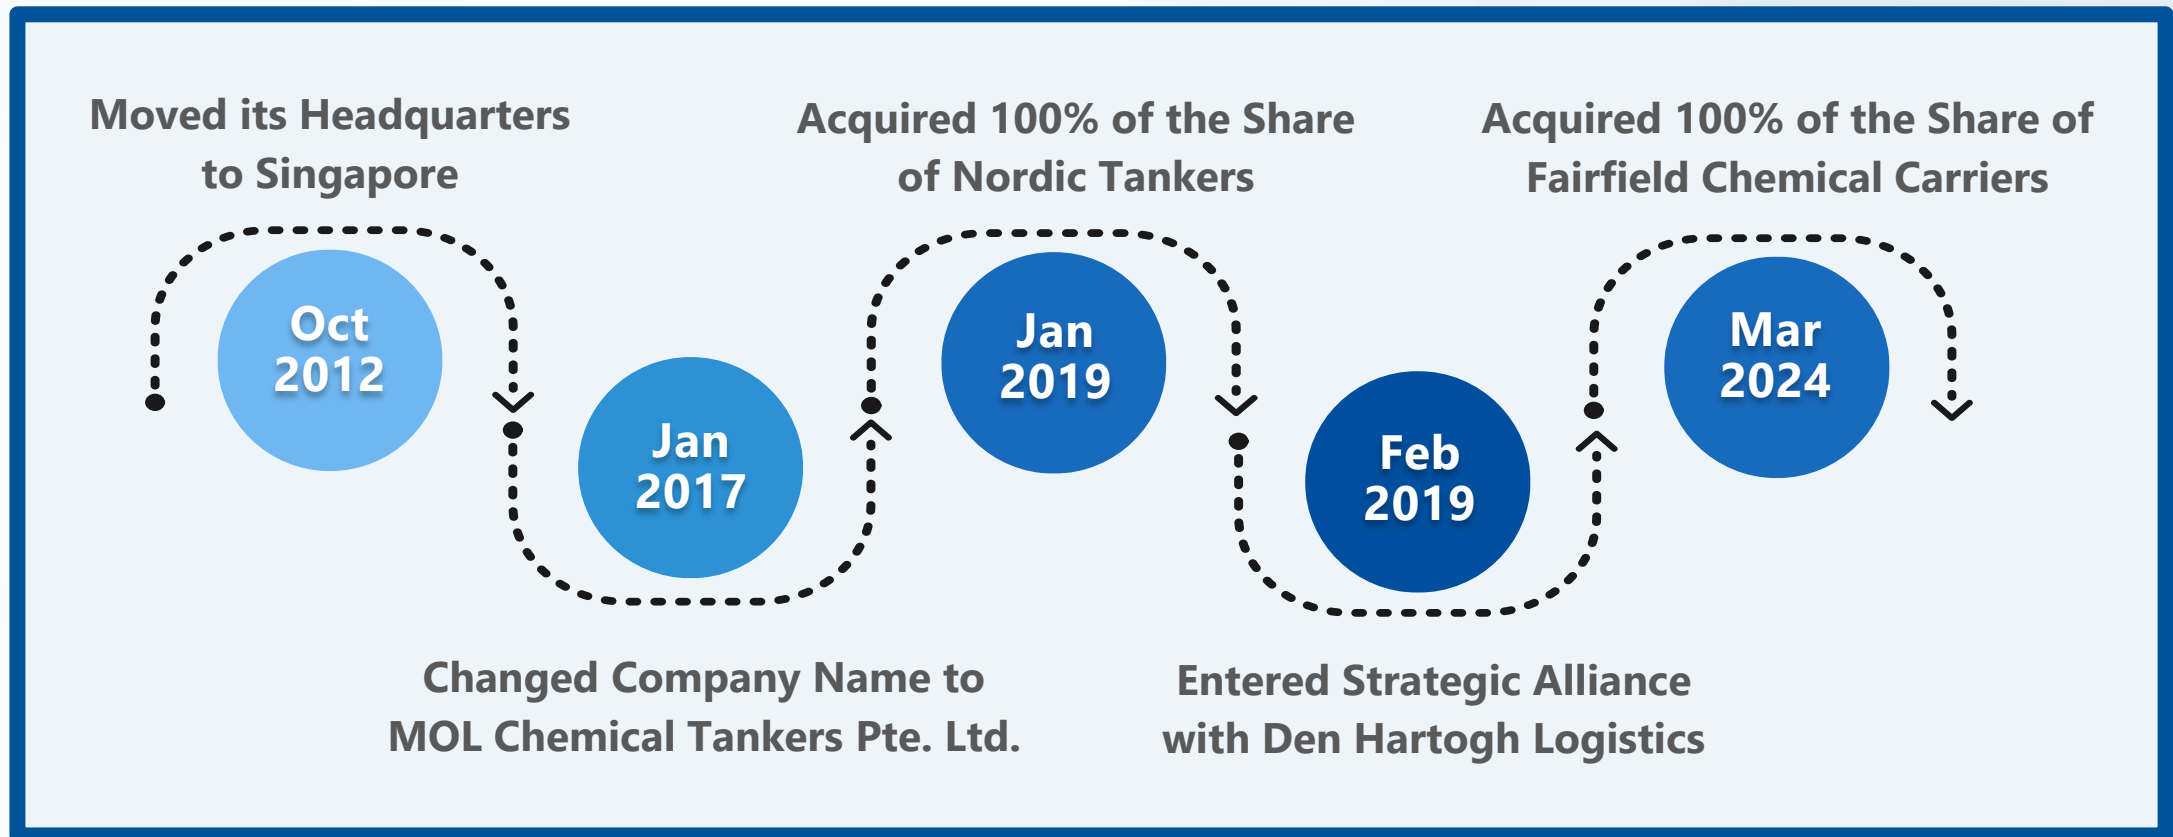 Moved its Headquarters
to Singapore
Oct
2012
Changed Company Name to
MOL Chemical Tankers Pte. Ltd.
Jan
2017
Acquired 100% of the Share
of Nordic Tankers
Jan
2019
Entered Strategic Alliance
with Den Hartogh Logistics
Feb
2019
Acquired 100% of the Share of
Fairfield Chemical Carriers
Mar
2024